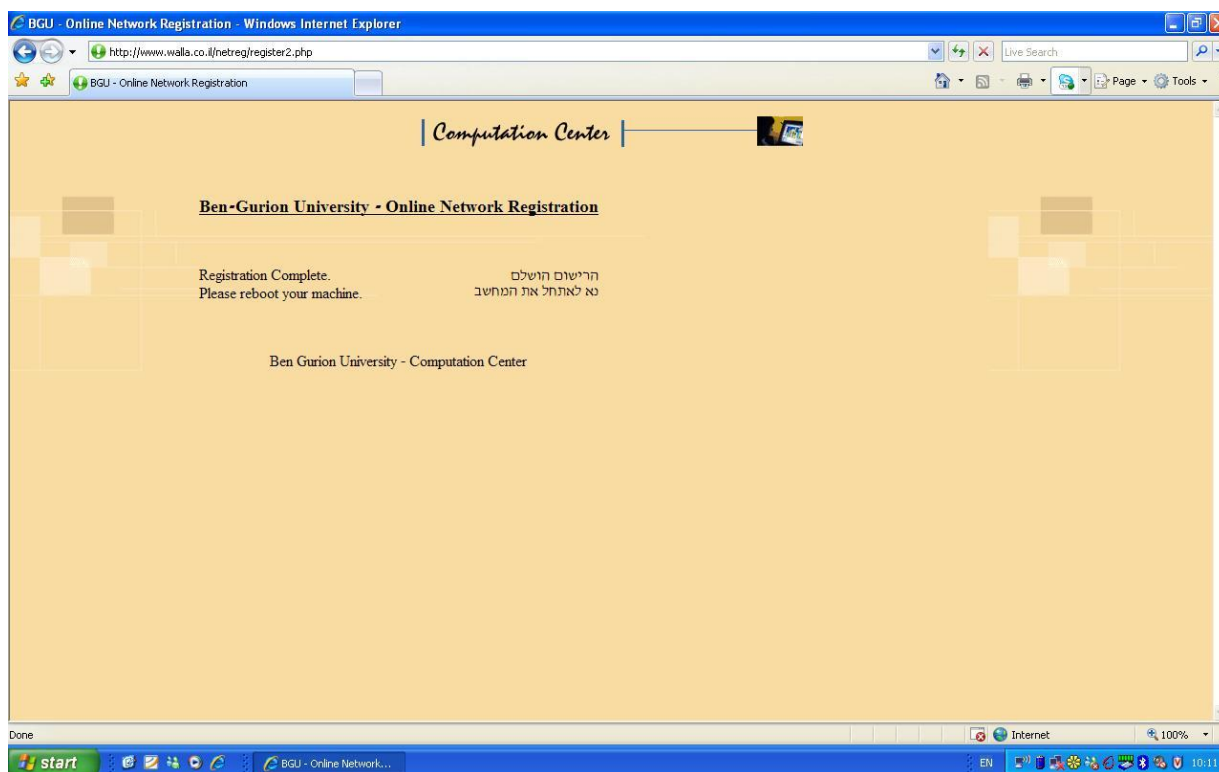 BGU - Online Network Registration - Windows Internet Explorer
http://www.walla.co.il/netreg/register2.php
Live Search
BGU - Online Network Registration
Page
Tools
Computation Center
Ben-Gurion University - Online Network Registration
Registration Complete.
הרישום הושלם
Please reboot your machine.
נא לאתחל את המחשב
Ben Gurion University - Computation Center
Done
Internet
100%
start
BGU - Online Network...
EN
10:11